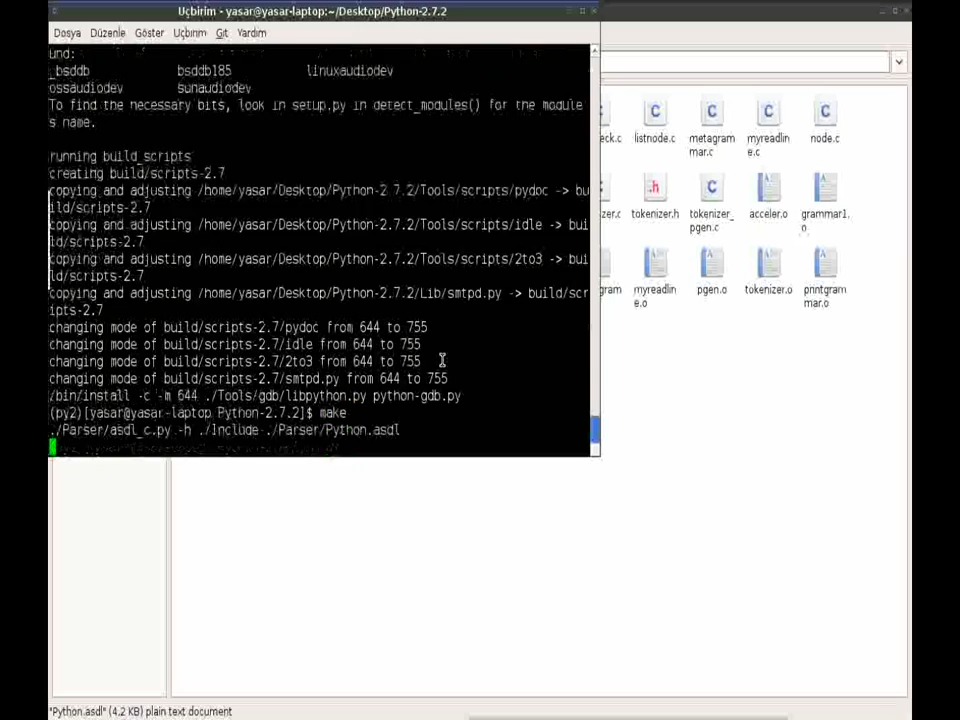 Uçbirim - yasar@yasar-laptop:~/Desktop/Python-2.7.2
Dosya Düzenle Göster Uçbirim Git Yardım
und:
_bsddb bsddb185 linuxaudiodev
ossaudiodev sunaudiodev
To find the necessary bits, look in setup.py in detect_modules() for the module'
s name.
running build_scripts
creating build/scripts-2.7
copying and adjusting /home/yasar/Desktop/Python-2.7.2/Tools/scripts/pydoc -> bu
ild/scripts-2.7
copying and adjusting /home/yasar/Desktop/Python-2.7.2/Tools/scripts/idle -> bui
ld/scripts-2.7
copying and adjusting /home/yasar/Desktop/Python-2.7.2/Tools/scripts/2to3 -> bui
ld/scripts-2.7
copying and adjusting /home/yasar/Desktop/Python-2.7.2/Lib/smtpd.py -> build/scr
ipts-2.7
changing mode of build/scripts-2.7/pydoc from 644 to 755
changing mode of build/scripts-2.7/idle from 644 to 755
changing mode of build/scripts-2.7/2to3 from 644 to 755
changing mode of build/scripts-2.7/smtpd.py from 644 to 755
/bin/install -c -m 644 ./Tools/gdb/libpython.py python-gdb.py
(py2)[yasar@yasar-laptop Python-2.7.2]$ make
./Parser/asdl_c.py -h ./Include ./Parser/Python.asdl
listnode.c
metagram
mar.c
myreadlin
e.c
node.c
tokenizer.h
tokenizer_
pgen.c
acceler.o
grammar1.
o
myreadlin
e.o
pgen.o
tokenizer.o
printgram
mar.o
"Python.asdl" (4,2 KB) plain text document